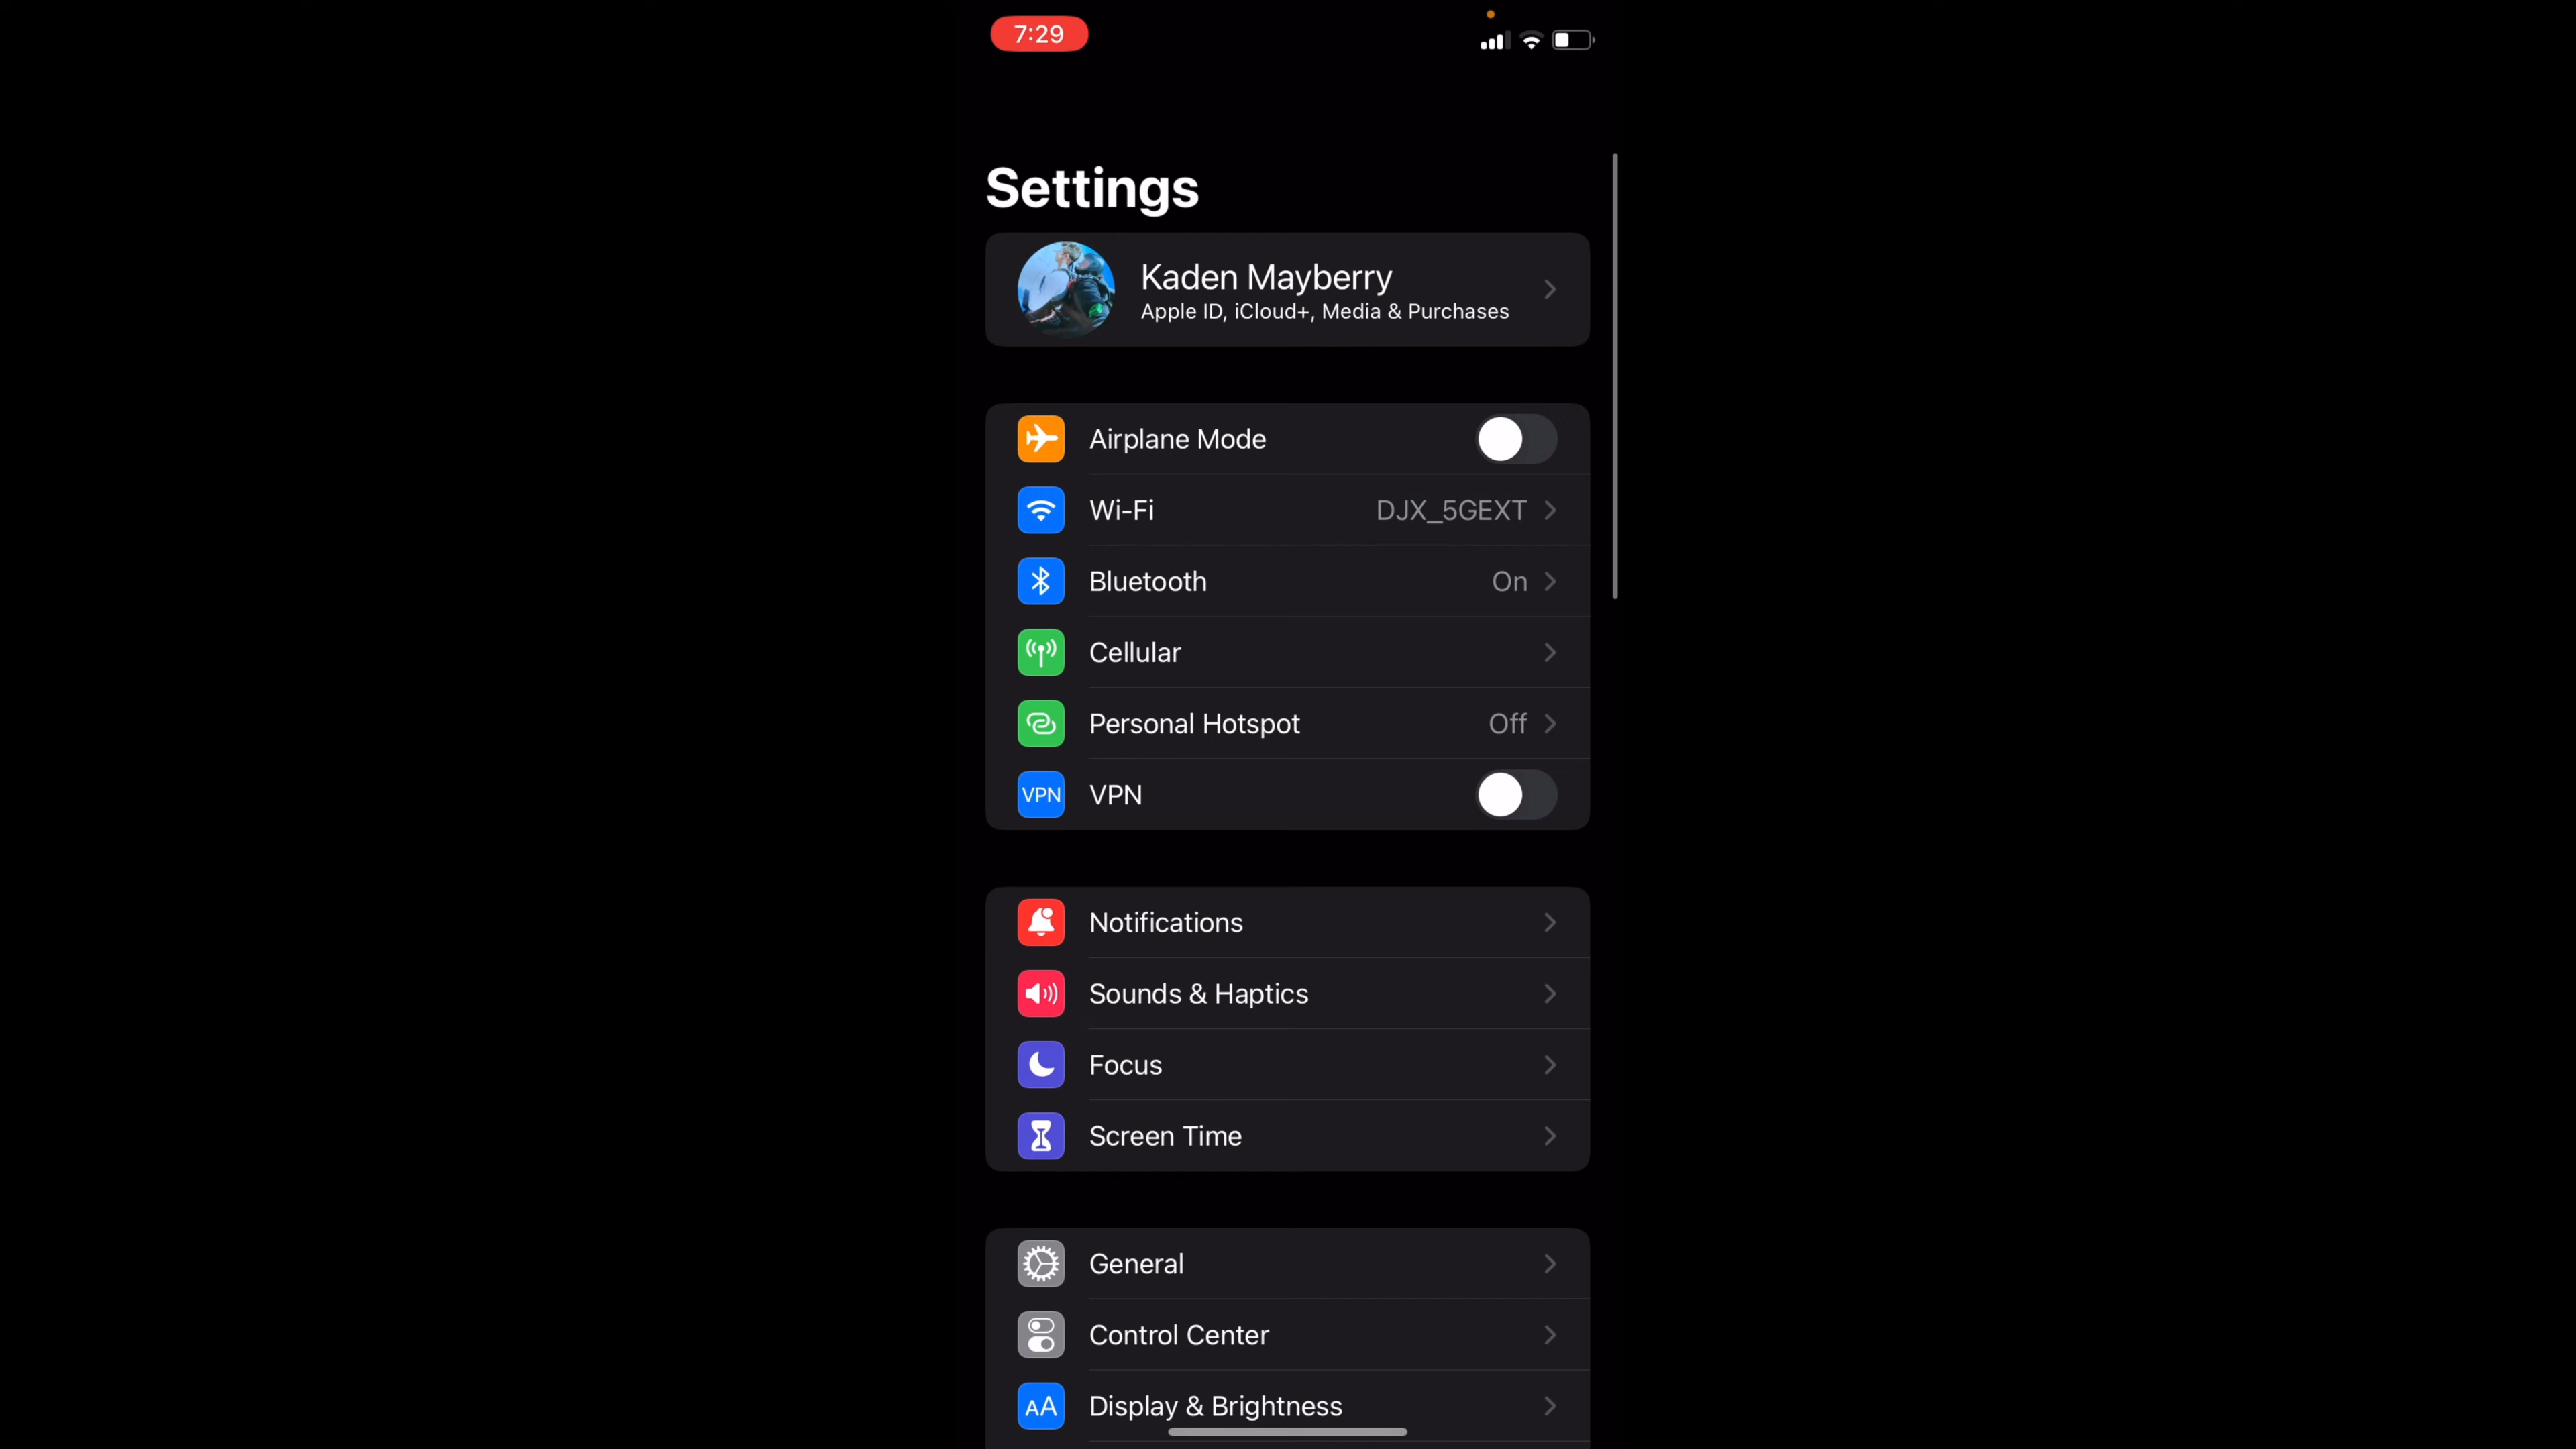 7:29
Settings
Kaden Mayberry
Apple ID, iCloud+, Media & Purchases
Airplane Mode
Wi-Fi DJX_5GEXT
Bluetooth On
Cellular
Personal Hotspot Off
VPN VPN
Notifications
Sounds & Haptics
Focus
Screen Time
General
Control Center
AA Display & Brightness